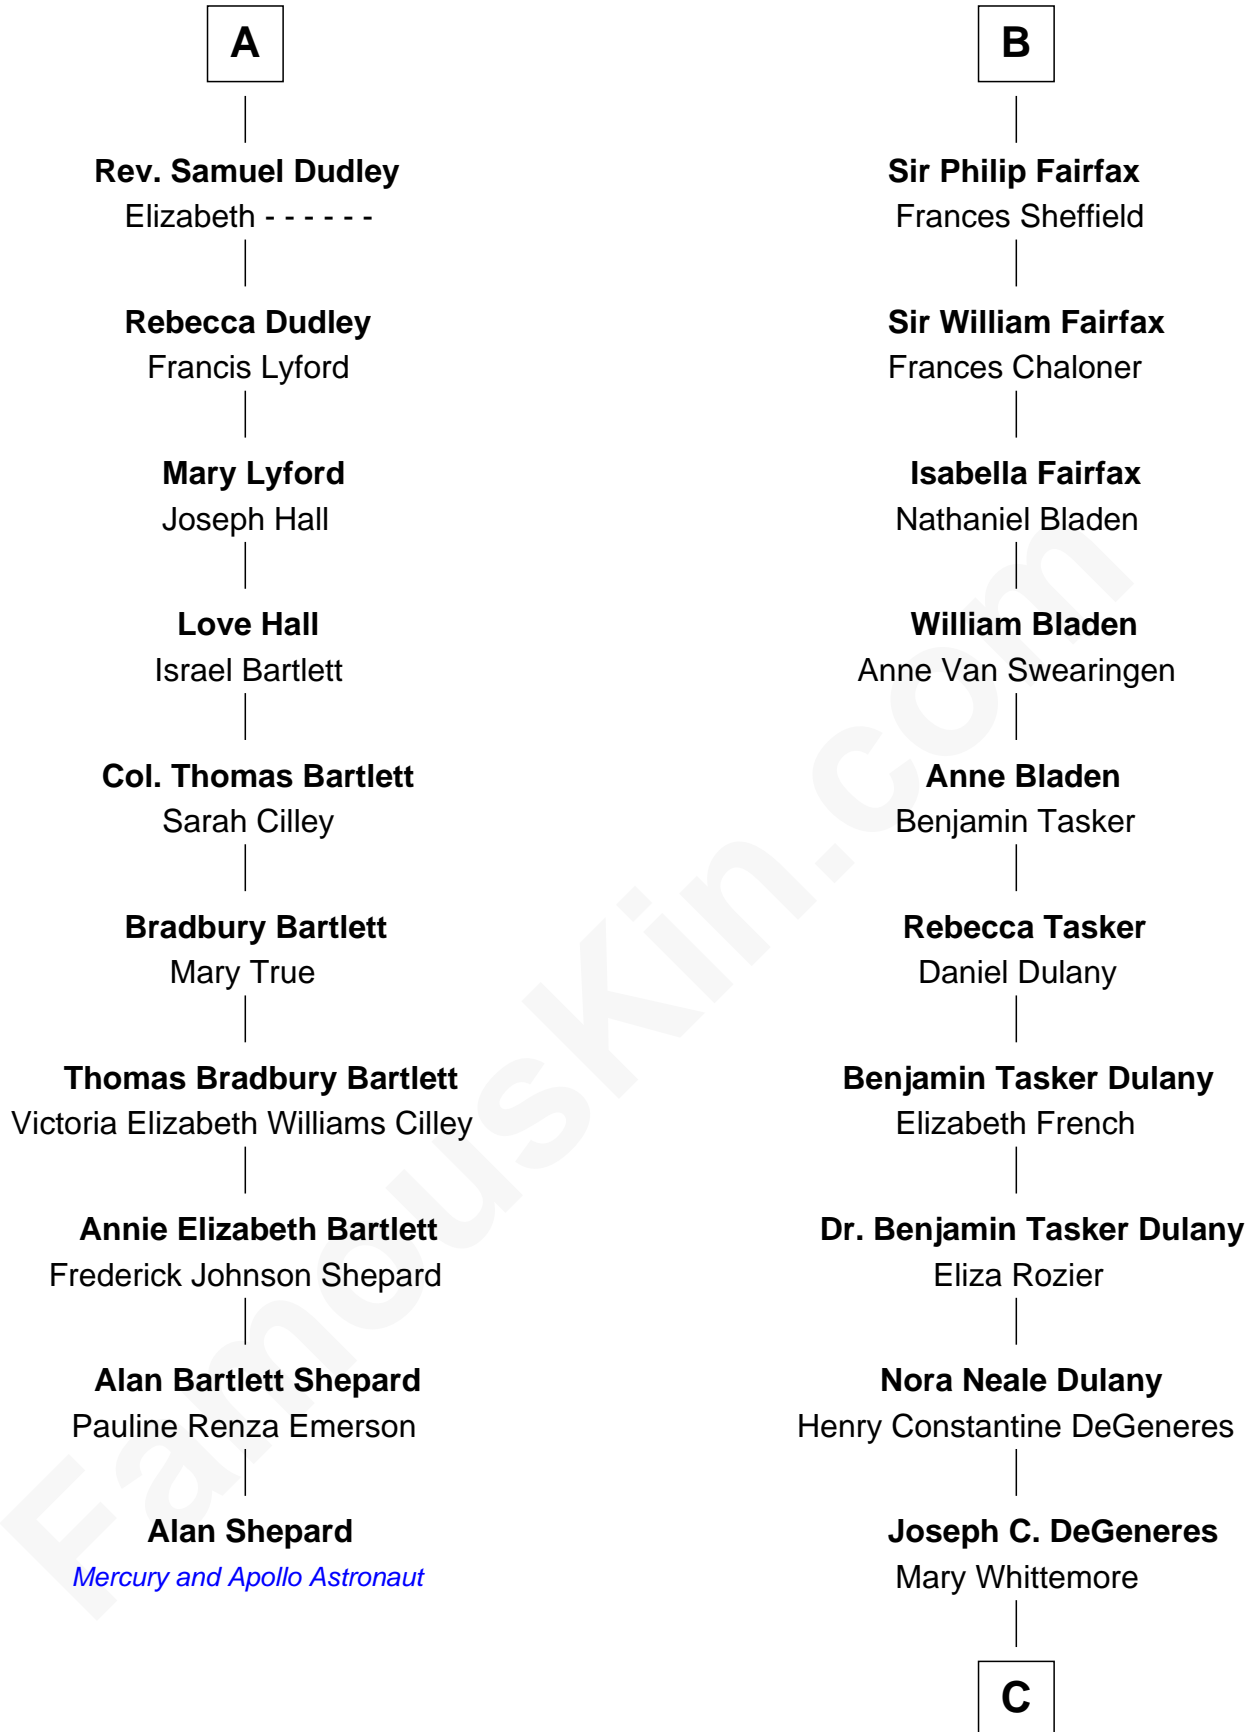 A
Rev. Samuel Dudley
Elizabeth - - - - - -
Rebecca Dudley
Francis Lyford
Mary Lyford
Joseph Hall
Love Hall
Israel Bartlett
Col. Thomas Bartlett
Sarah Cilley
Bradbury Bartlett
Mary True
Thomas Bradbury Bartlett
Victoria Elizabeth Williams Cilley
Annie Elizabeth Bartlett
Frederick Johnson Shepard
Alan Bartlett Shepard
Pauline Renza Emerson
Alan Shepard
Mercury and Apollo Astronaut
B
Sir Philip Fairfax
Frances Sheffield
Sir William Fairfax
Frances Chaloner
Isabella Fairfax
Nathaniel Bladen
William Bladen
Anne Van Swearingen
Anne Bladen
Benjamin Tasker
Rebecca Tasker
Daniel Dulany
Benjamin Tasker Dulany
Elizabeth French
Dr. Benjamin Tasker Dulany
Eliza Rozier
Nora Neale Dulany
Henry Constantine DeGeneres
Joseph C. DeGeneres
Mary Whittemore
C
FamousKin.com